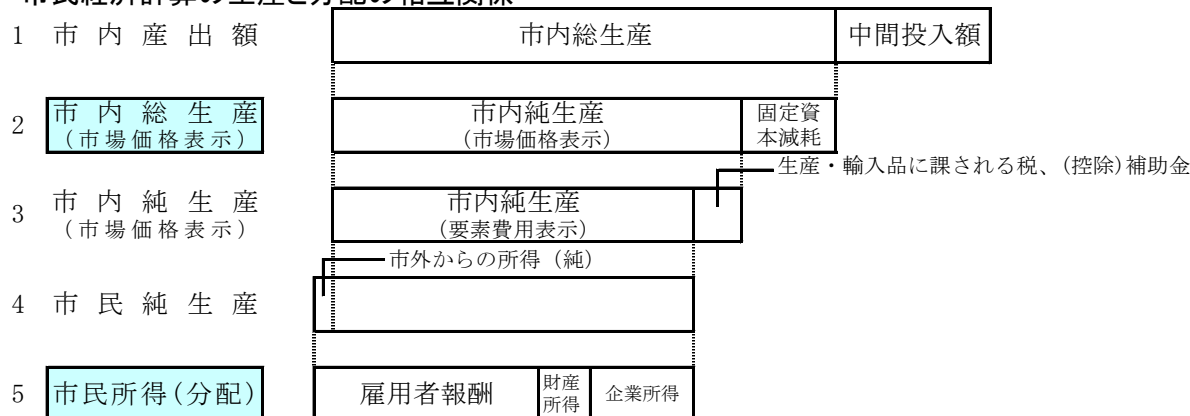 市民経済計算の生産と分配の相互関係
1 市内産出額 市内総生産 中間投入額
2 市内総生産 市内純生産 固定資
(市場価格表示) (市場価格表示) 本減耗
生産・輸入品に課される税、(控除)補助金
3 市内純生産 市内純生産
(市場価格表示) (要素費用表示)
市外からの所得(純)
4 市民純生産
5 市民所得(分配) 雇用者報酬 財産 企業所得
所得